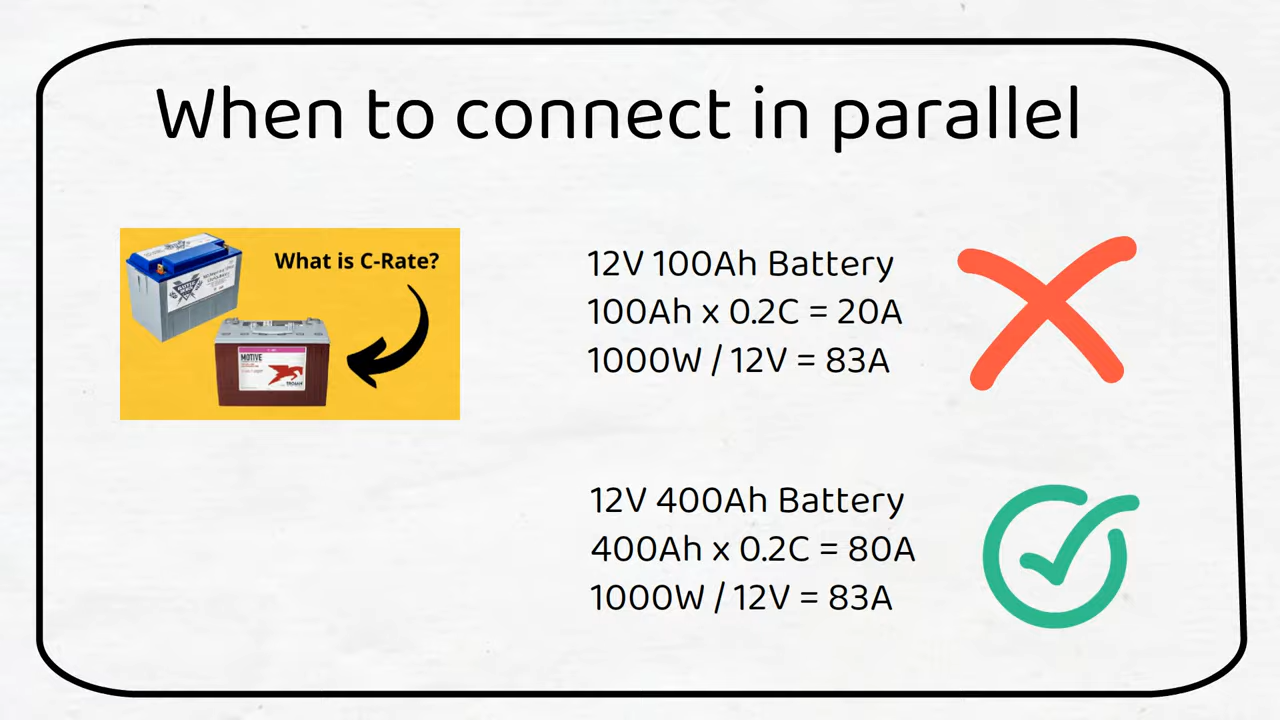 When to connect in parallel
What is C-Rate?
MOTIVE
TROJAN
12V 100Ah Battery
100Ah x 0.2C = 20A
1000W / 12V = 83A
12V 400Ah Battery
400Ah x 0.2C = 80A
1000W / 12V = 83A